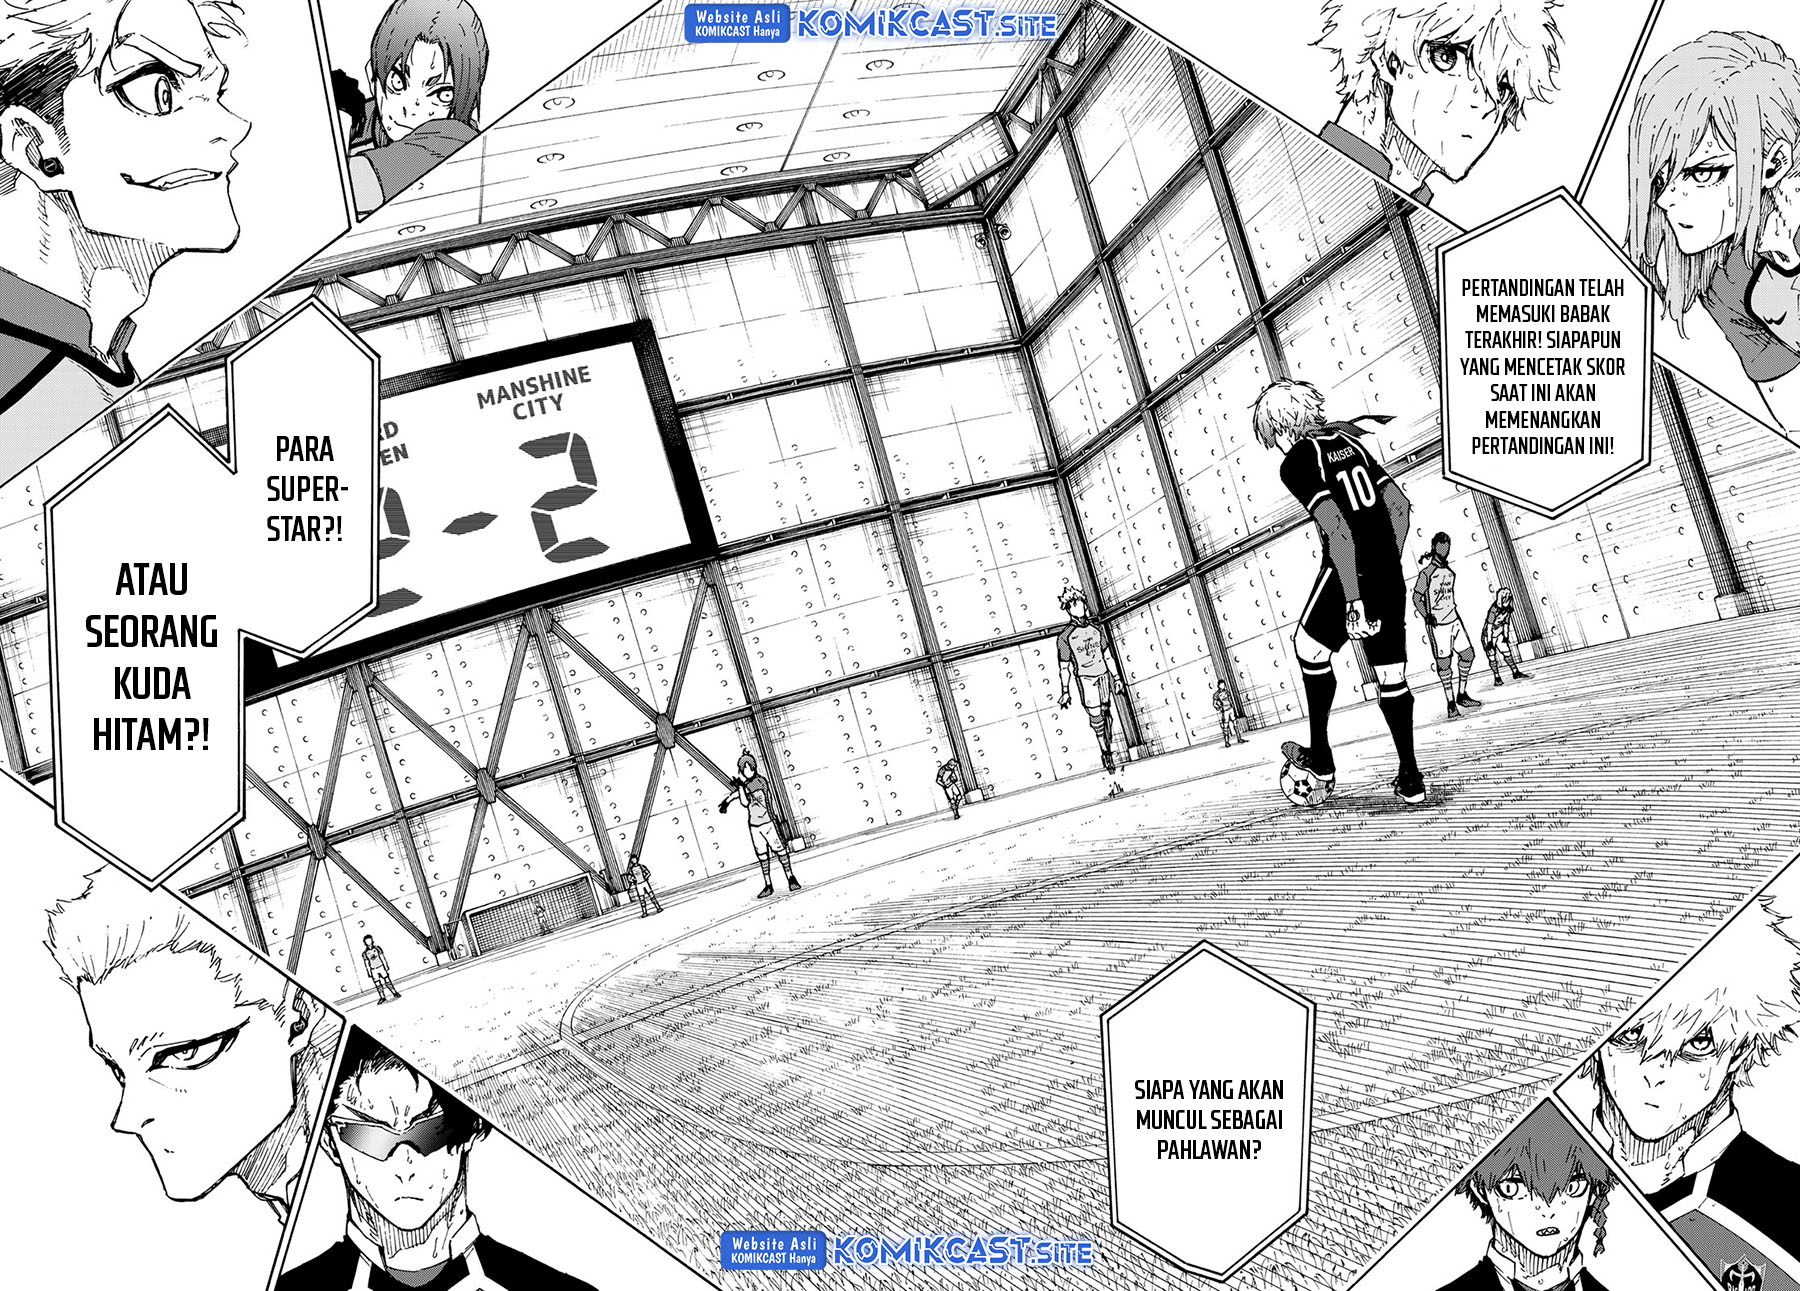 Website Asli
KOMIKCAST Hanya
KOMIKCAST.SITE
PERTANDINGAN TELAH
MEMASUKI BABAK
TERAKHIR! SIAPAPUN
YANG MENCETAK SKOR
SAAT INI AKAN
MEMENANGKAN
PERTANDINGAN INI!
MANSHINE
CITY
RD
EN
- 2
KAISER
10
PARA
SUPER-
STAR?!
ATAU
SEORANG
KUDA
HITAM?!
SIAPA YANG AKAN
MUNCUL SEBAGAI
PAHLAWAN?
Website Asli
KOMIKCAST Hanya
KOMIKCAST.SITE